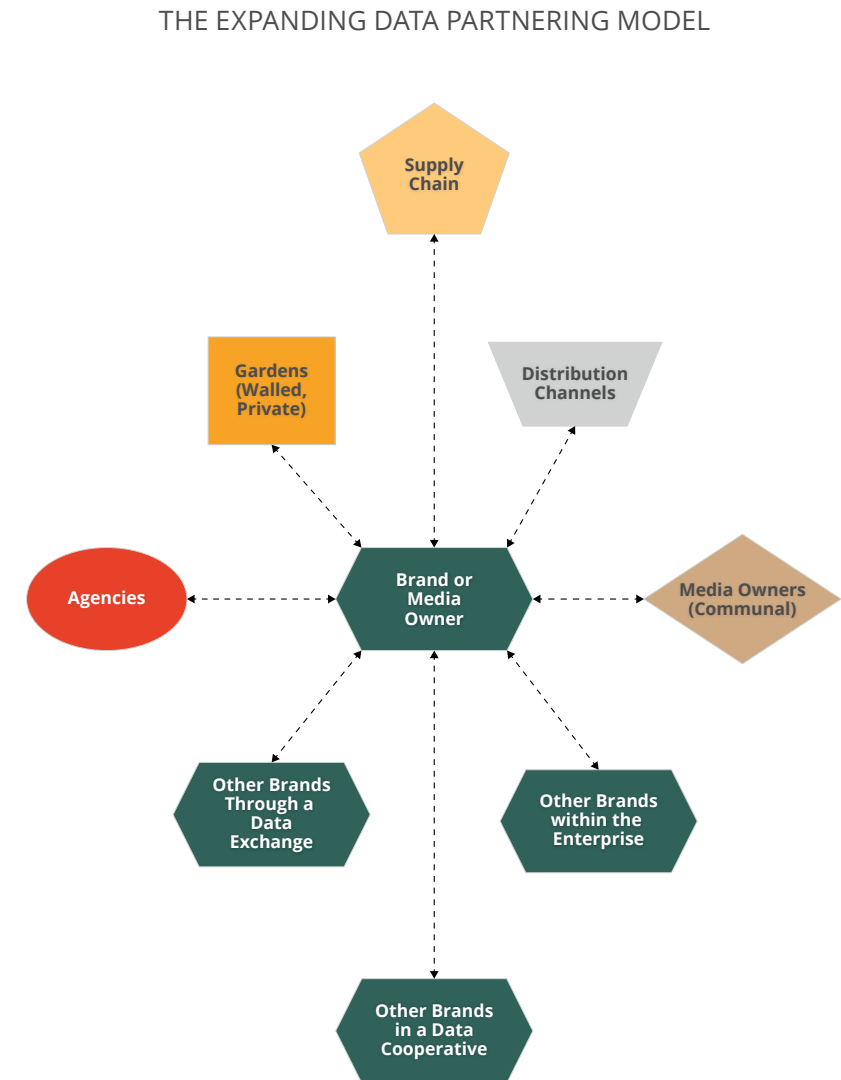 THE EXPANDING DATA PARTNERING MODEL
Supply
Chain
Gardens
(Walled,
Private)
Distribution
Channels
Agencies
Brand or
Media
Owner
Media Owners
(Communal)
Other Brands
Through a
Data
Exchange
Other Brands
within the
Enterprise
Other Brands
in a Data
Cooperative